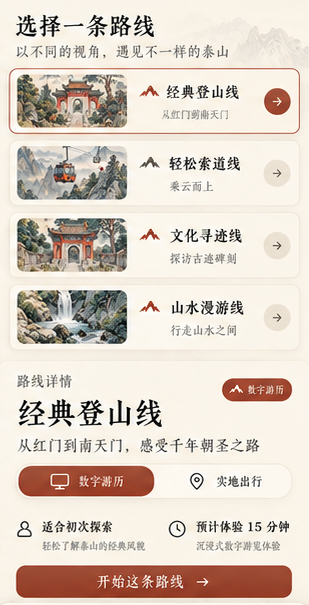 选择一条路线
以不同的视角，遇见不一样的泰山
经典登山线
从红门到南天门
轻松索道线
乘云而上
文化寻迹线
探访古迹碑刻
山水漫游线
行走山水之间
路线详情
数字游历
经典登山线
从红门到南天门，感受千年朝圣之路
数字游历
实地出行
适合初次探索
预计体验 15 分钟
轻松了解泰山的经典风貌
沉浸式数字游览体验
开始这条路线